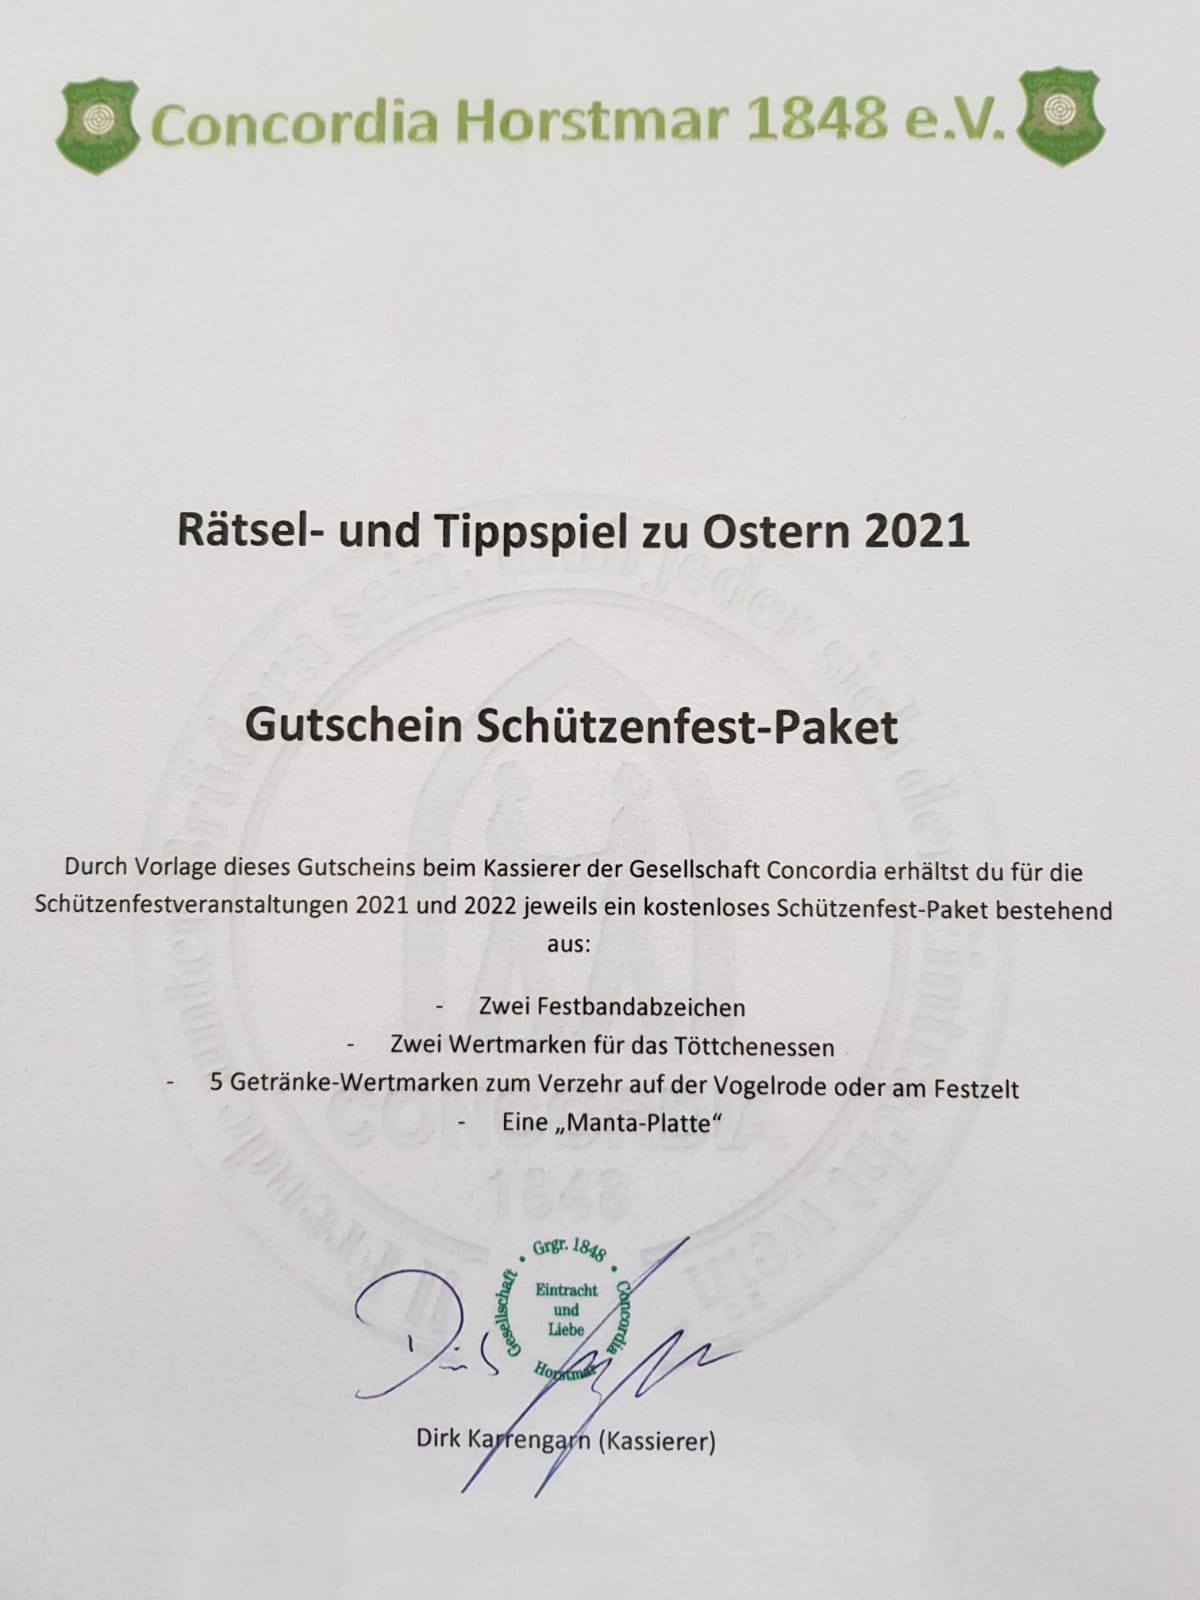 Concordia Horstmar 1848 e.V.
Rätsel- und Tippspiel zu Ostern 2021
Gutschein Schützenfest-Paket
Durch Vorlage dieses Gutscheins beim Kassierer der Gesellschaft Concordia erhältst du für die
Schützenfestveranstaltungen 2021 und 2022 jeweils ein kostenloses Schützenfest-Paket bestehend
aus:
- Zwei Festbandabzeichen
- Zwei Wertmarken für das Töttchenessen
- 5 Getränke-Wertmarken zum Verzehr auf der Vogelrode oder am Festzelt
- Eine „Manta-Platte“
CONCORDIA
1848
Gesellschaft • Grgr. 1848 • Concordia
Eintracht
und
Liebe
Horstmar
Dirk Karrengarn (Kassierer)